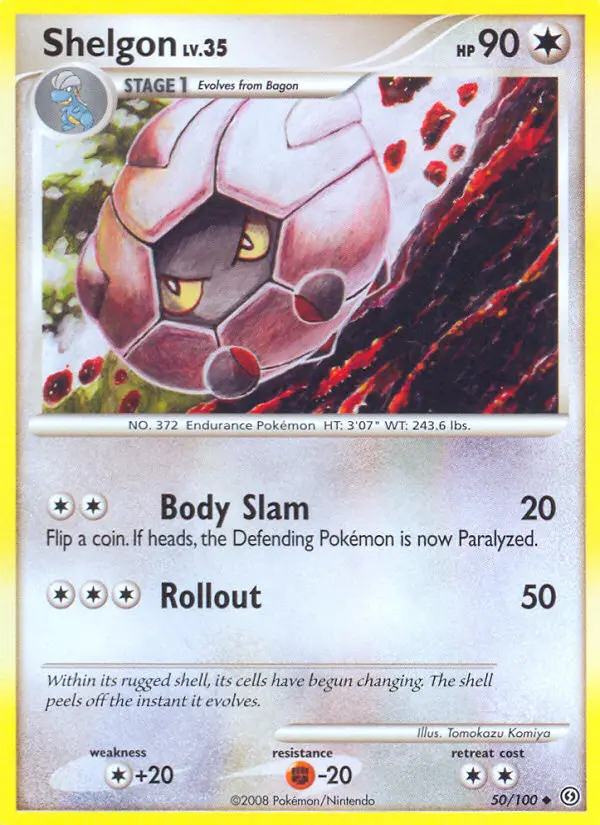 Shelgon LV.35 HP 90
STAGE 1 Evolves from Bagon
NO. 372 Endurance Pokémon HT: 3'07" WT: 243.6 lbs.
Body Slam 20
Flip a coin. If heads, the Defending Pokémon is now Paralyzed.
Rollout 50
Within its rugged shell, its cells have begun changing. The shell
peels off the instant it evolves.
Illus. Tomokazu Komiya
weakness resistance retreat cost
+20 -20
©2008 Pokémon/Nintendo 50/100